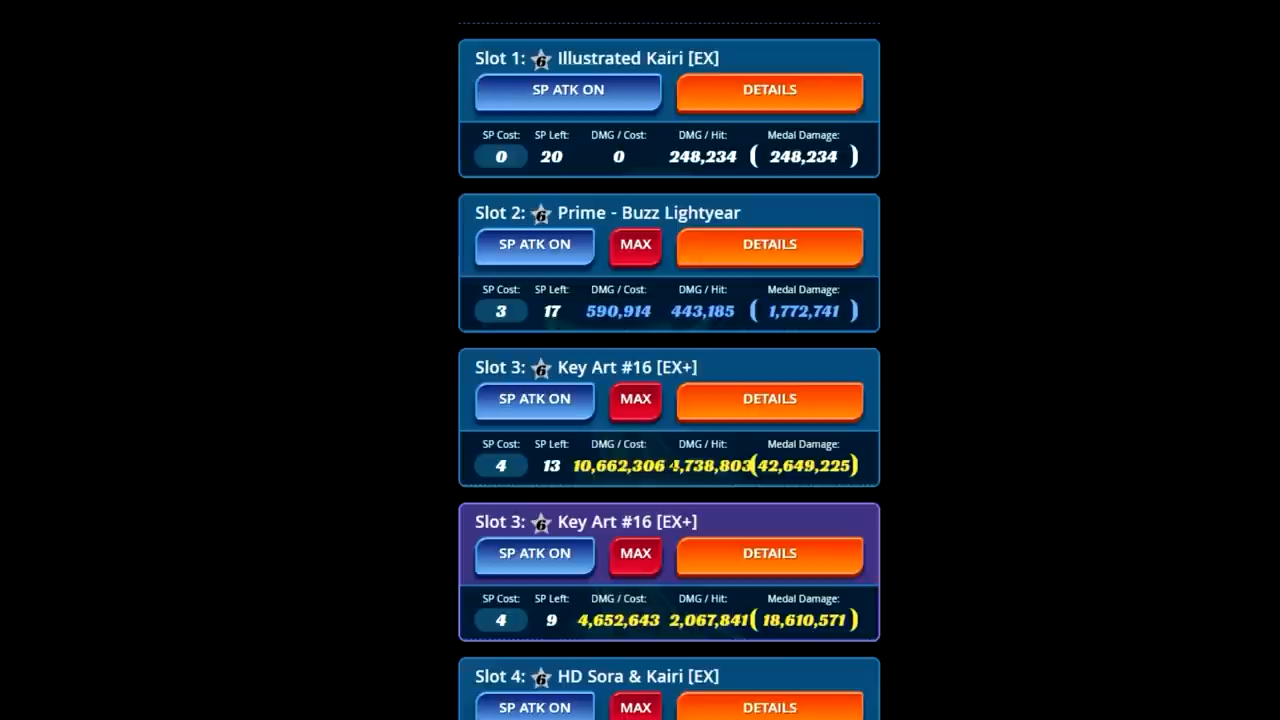 Slot 1: 6 Illustrated Kairi [EX]
SP ATK ON DETAILS
SP Cost: SP Left: DMG / Cost: DMG / Hit: Medal Damage:
0 20 0 248,234 ( 248,234 )
Slot 2: 6 Prime - Buzz Lightyear
SP ATK ON MAX DETAILS
SP Cost: SP Left: DMG / Cost: DMG / Hit: Medal Damage:
3 17 590,914 443,185 ( 1,772,741 )
Slot 3: 6 Key Art #16 [EX+]
SP ATK ON MAX DETAILS
SP Cost: SP Left: DMG / Cost: DMG / Hit: Medal Damage:
4 13 10,662,306 4,738,803 (42,649,225)
Slot 3: 6 Key Art #16 [EX+]
SP ATK ON MAX DETAILS
SP Cost: SP Left: DMG / Cost: DMG / Hit: Medal Damage:
4 9 4,652,643 2,067,841 ( 18,610,571 )
Slot 4: 6 HD Sora & Kairi [EX]
SP ATK ON MAX DETAILS